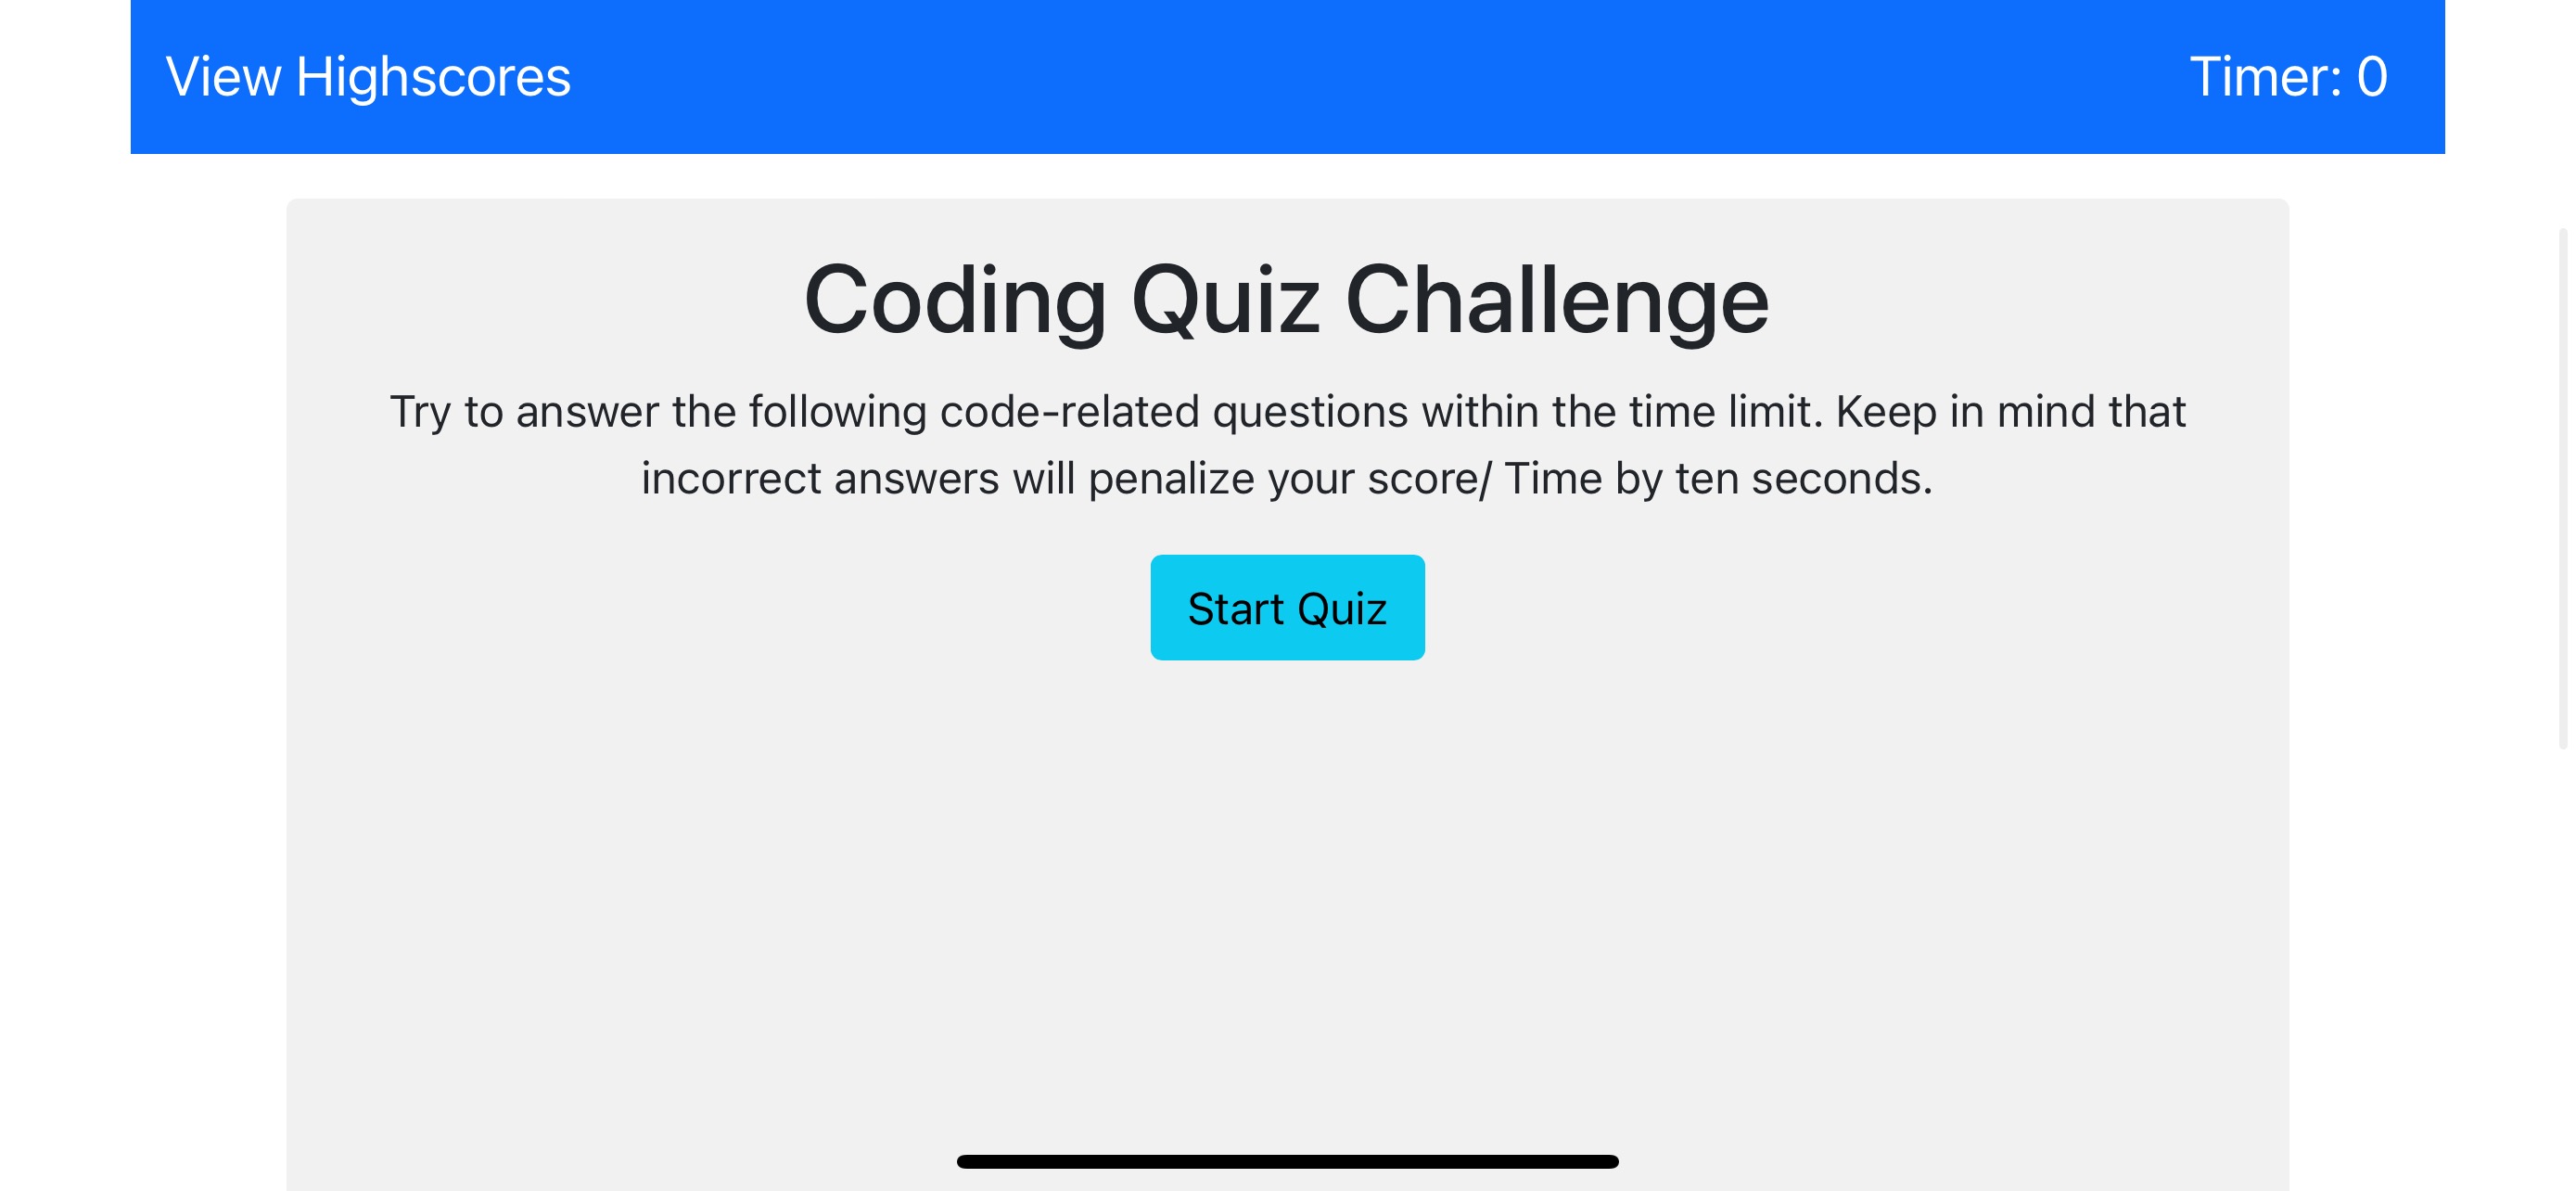 View Highscores
Timer: 0
Coding Quiz Challenge
Try to answer the following code-related questions within the time limit. Keep in mind that
incorrect answers will penalize your score/ Time by ten seconds.
Start Quiz